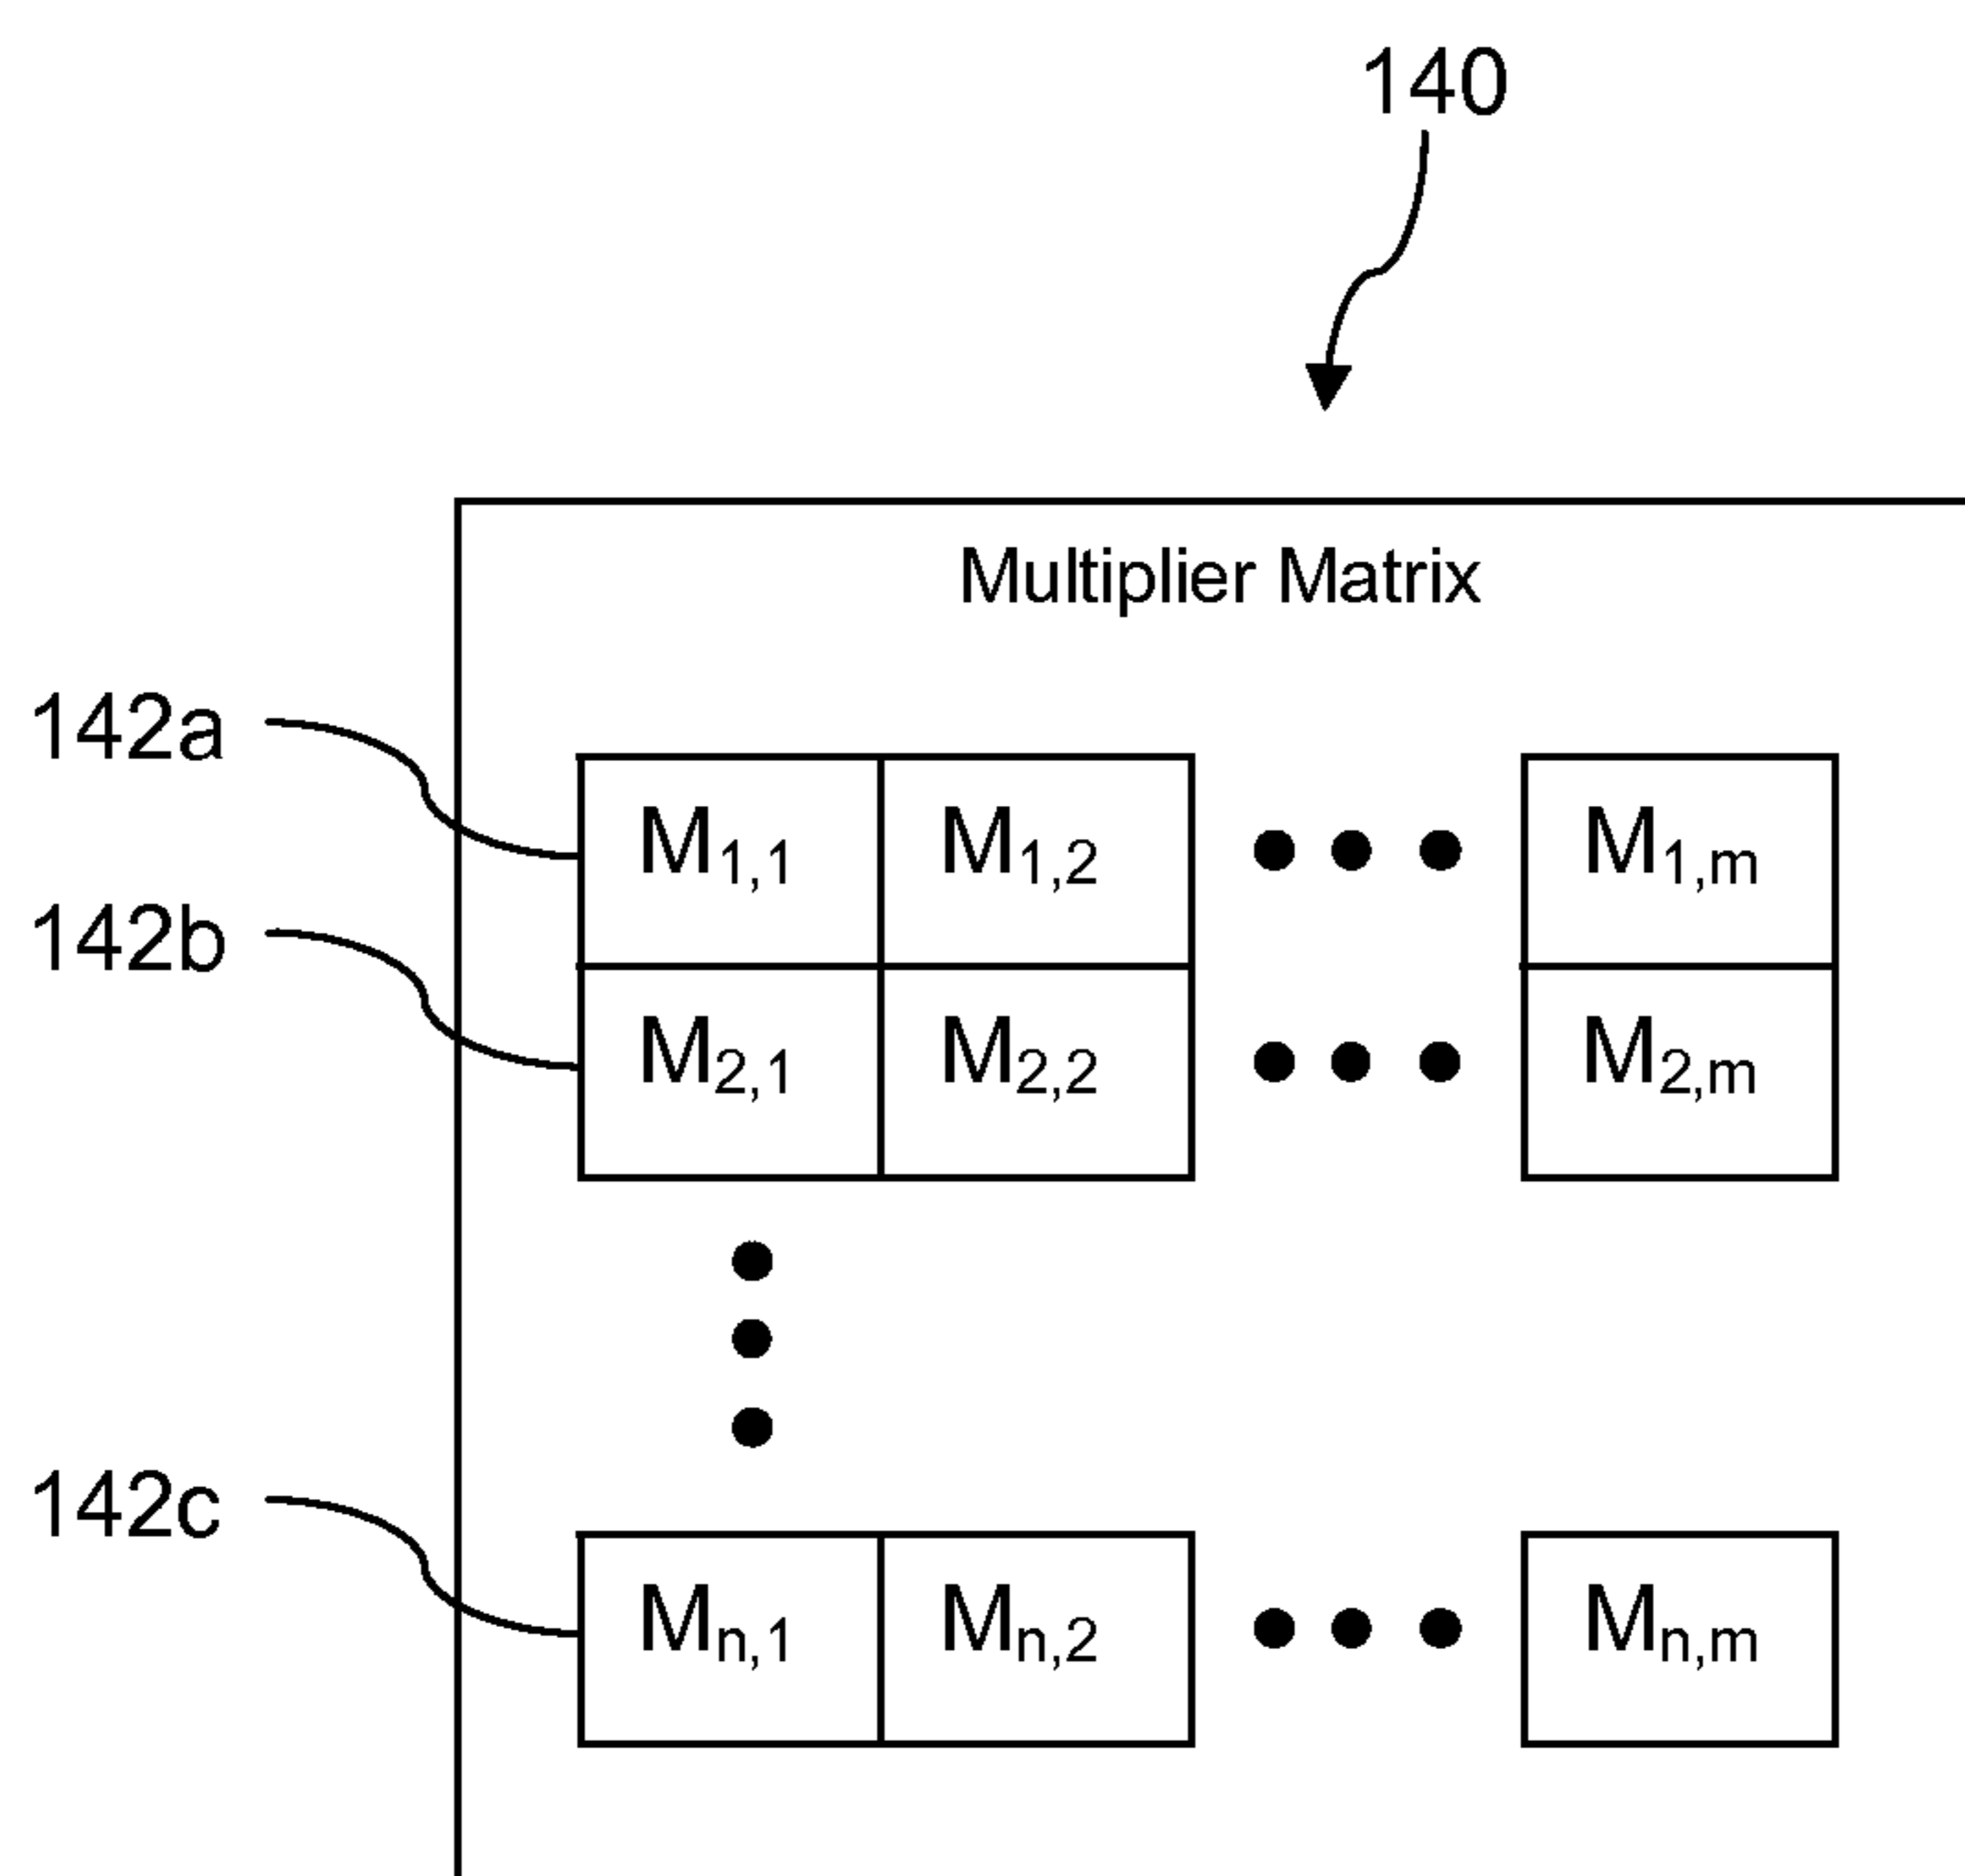 140
Multiplier Matrix
142a M1,1 M1,2 M1,m
142b M2,1 M2,2 M2,m
142c Mn,1 Mn,2 Mn,m